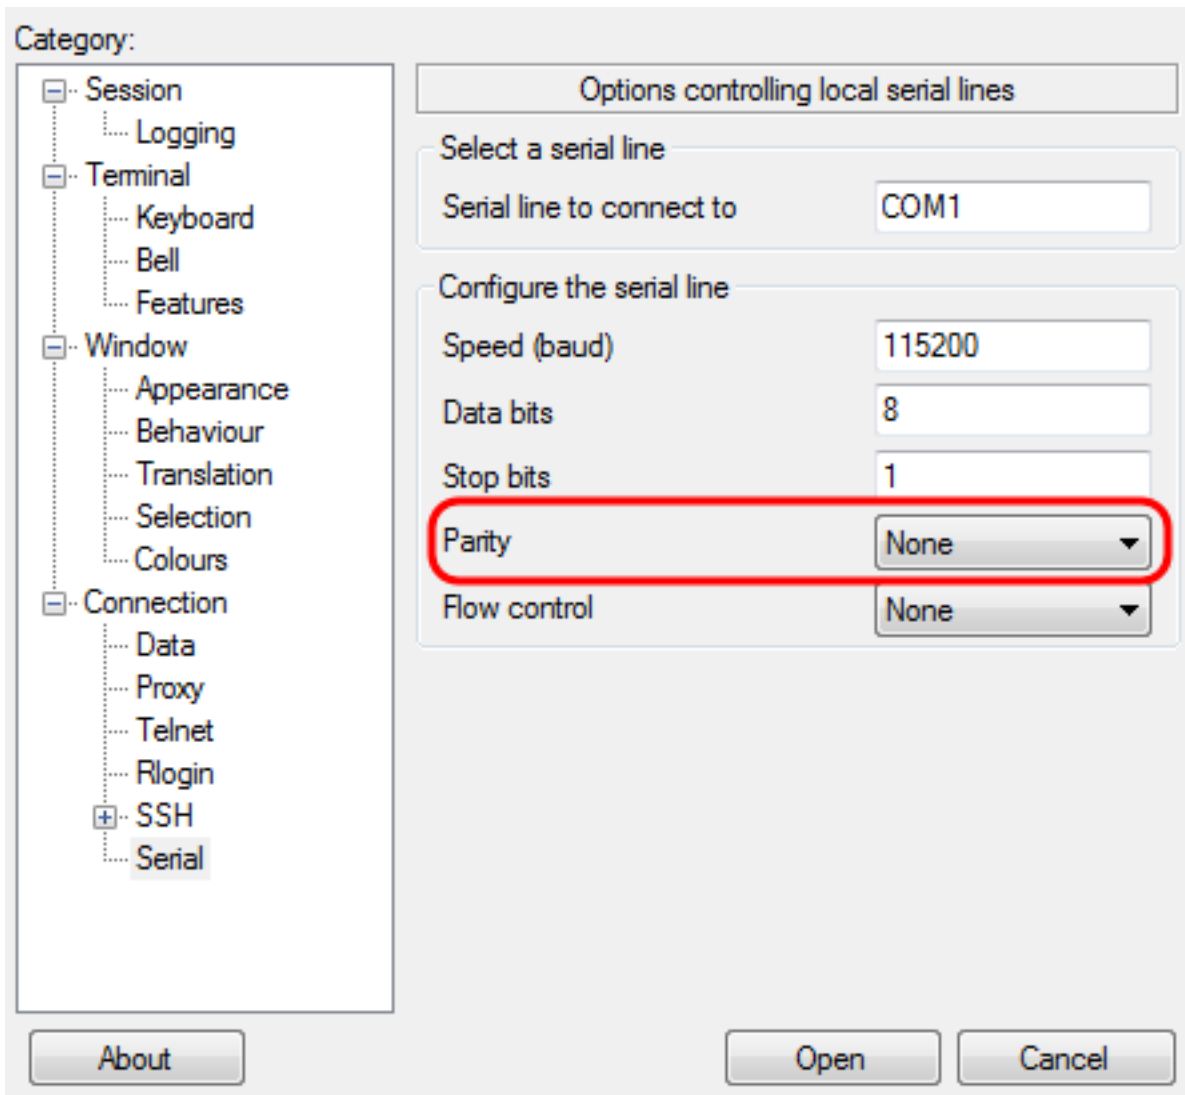 Category:
Session
Logging
Terminal
Keyboard
Bell
Features
Window
Appearance
Behaviour
Translation
Selection
Colours
Connection
Data
Proxy
Telnet
Rlogin
SSH
Serial
Options controlling local serial lines
Select a serial line
Serial line to connect to COM1
Configure the serial line
Speed (baud) 115200
Data bits 8
Stop bits 1
Parity None
Flow control None
About Open Cancel